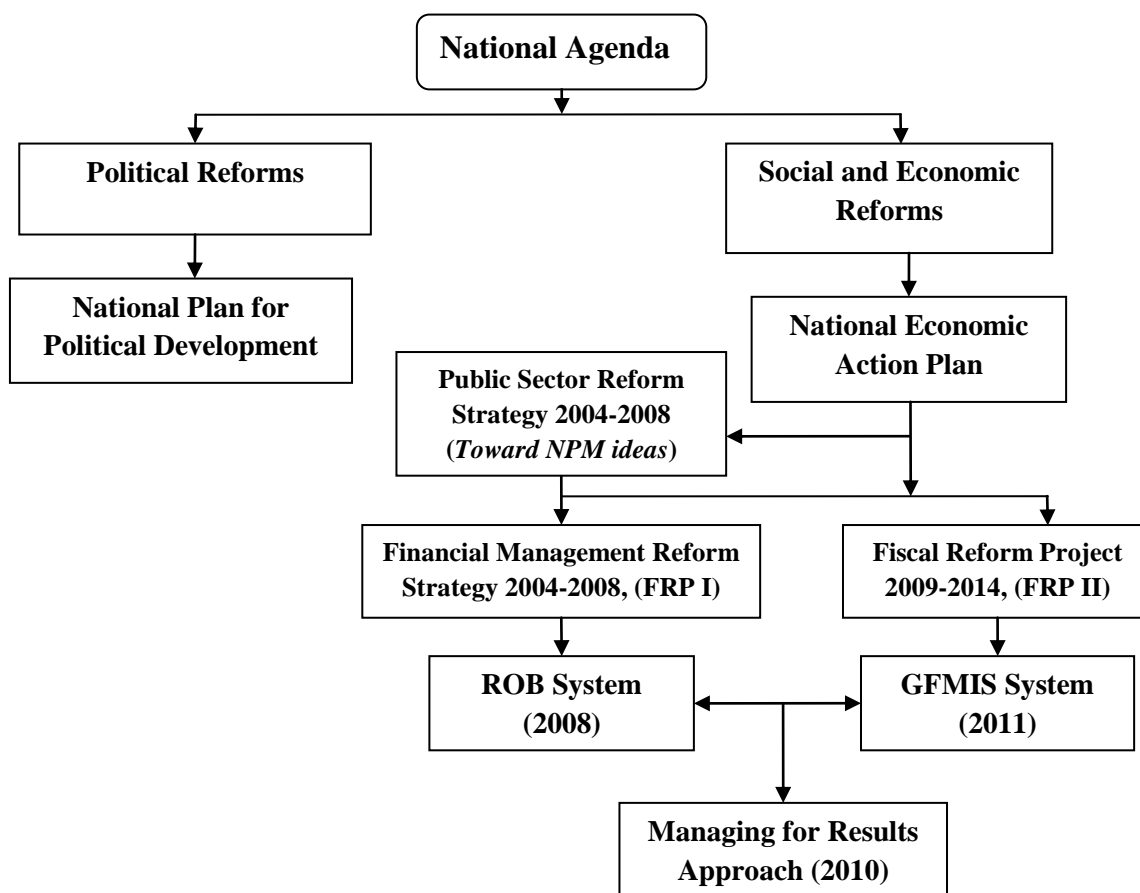 National Agenda
Political Reforms
Social and Economic
Reforms
National Plan for
Political Development
National Economic
Action Plan
Public Sector Reform
Strategy 2004-2008
(Toward NPM ideas)
Financial Management Reform
Strategy 2004-2008, (FRP I)
Fiscal Reform Project
2009-2014, (FRP II)
ROB System
(2008)
GFMIS System
(2011)
Managing for Results
Approach (2010)